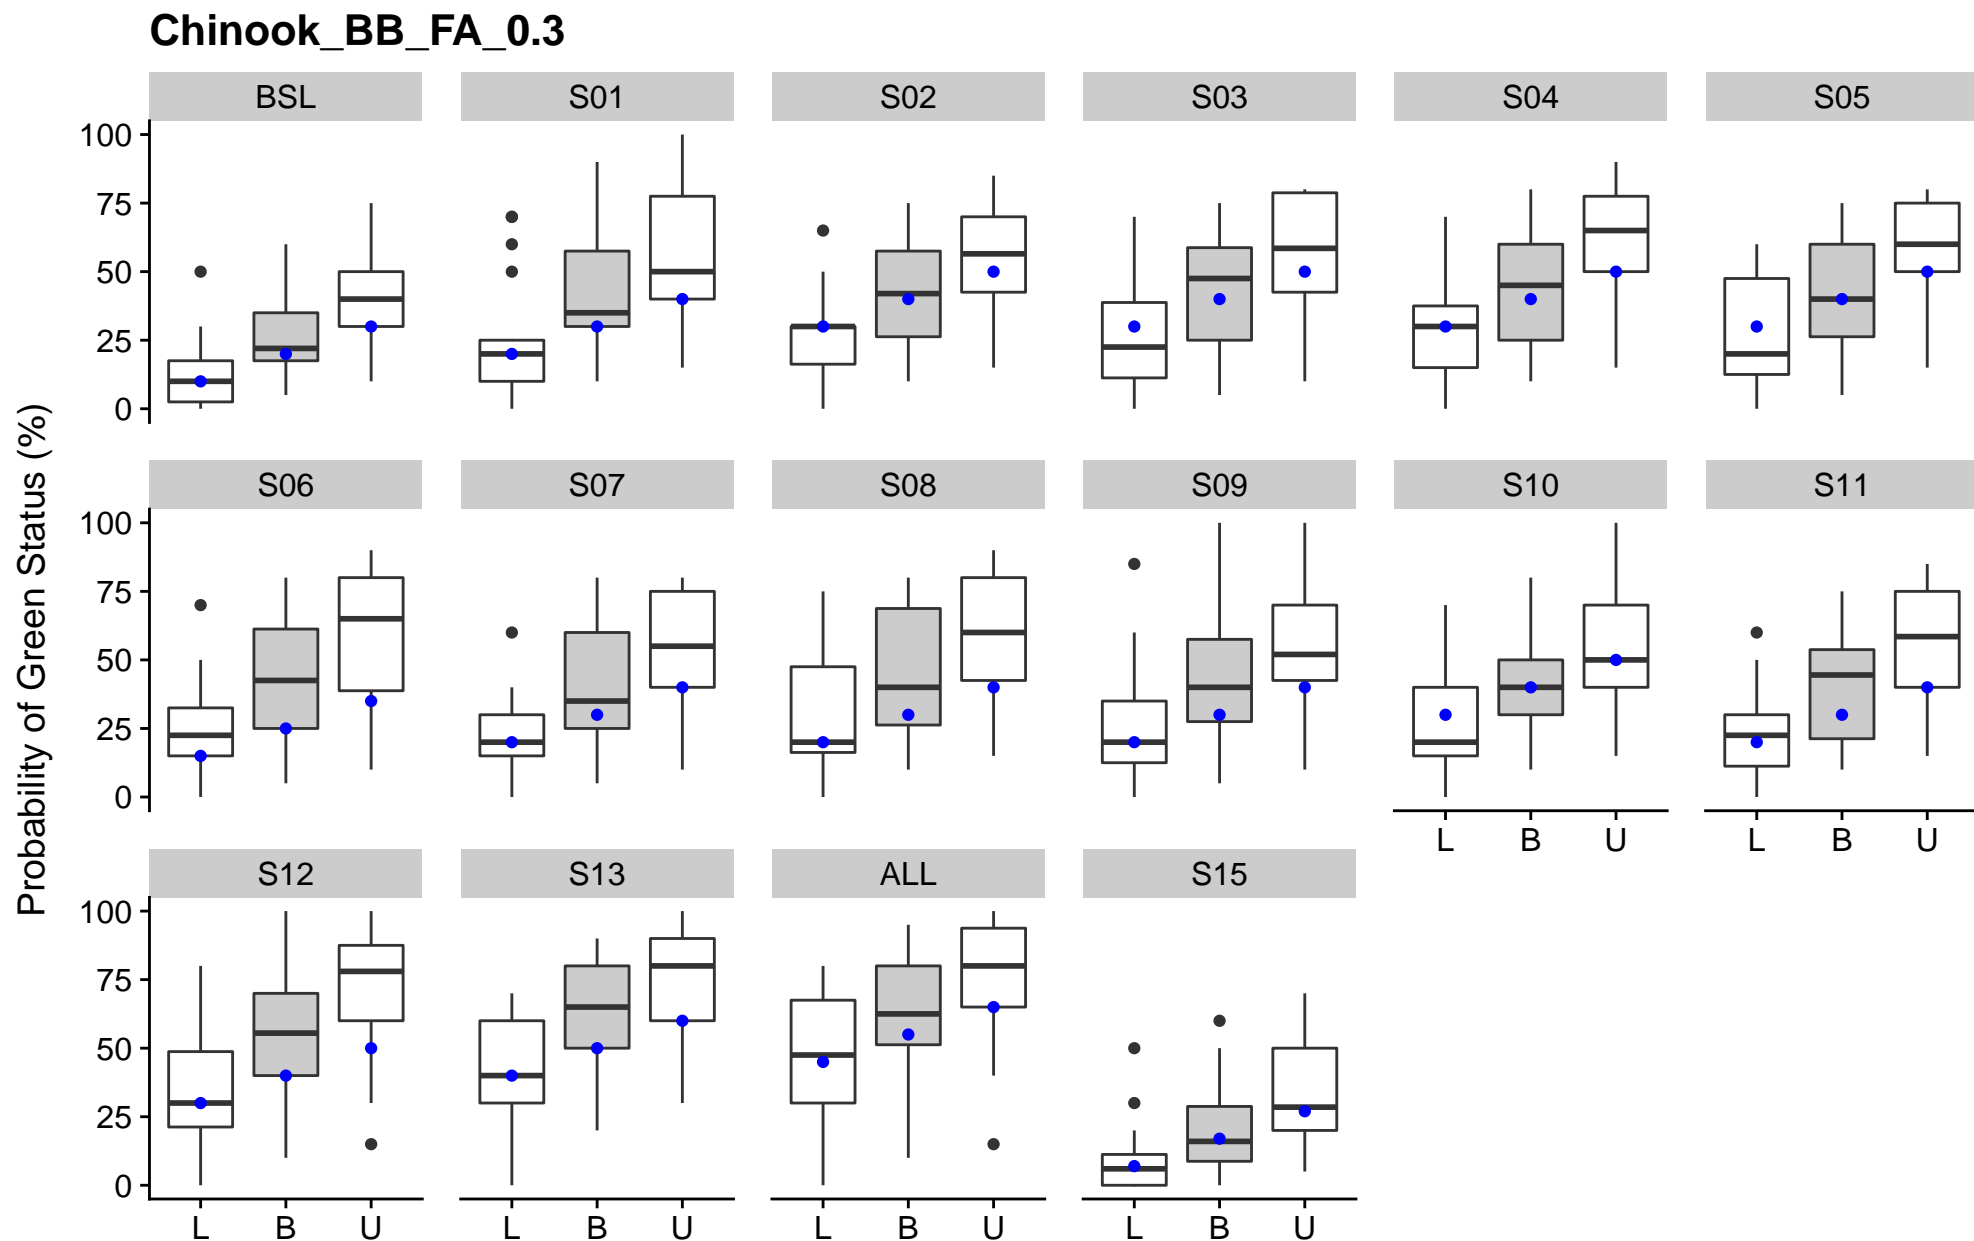 Chinook_BB_FA_0.3
BSL S01 S02 S03 S04 S05
100
75
50
25
0
S06 S07 S08 S09 S10 S11
100
75
50
25
0
L B U L B U
S12 S13 ALL S15
100
75
50
25
0
L B U L B U L B U L B U
Probability of Green Status (%)